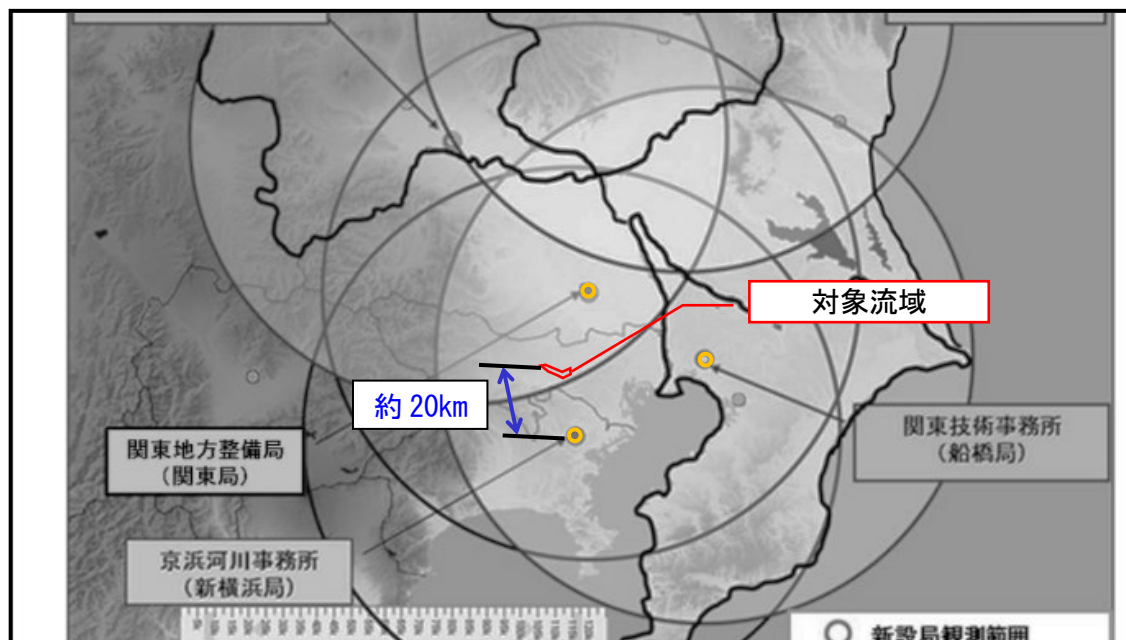 対象流域
約 20km
関東技術事務所
(船橋局)
関東地方整備局
(関東局)
京浜河川事務所
(新横浜局)
新設局観測範囲